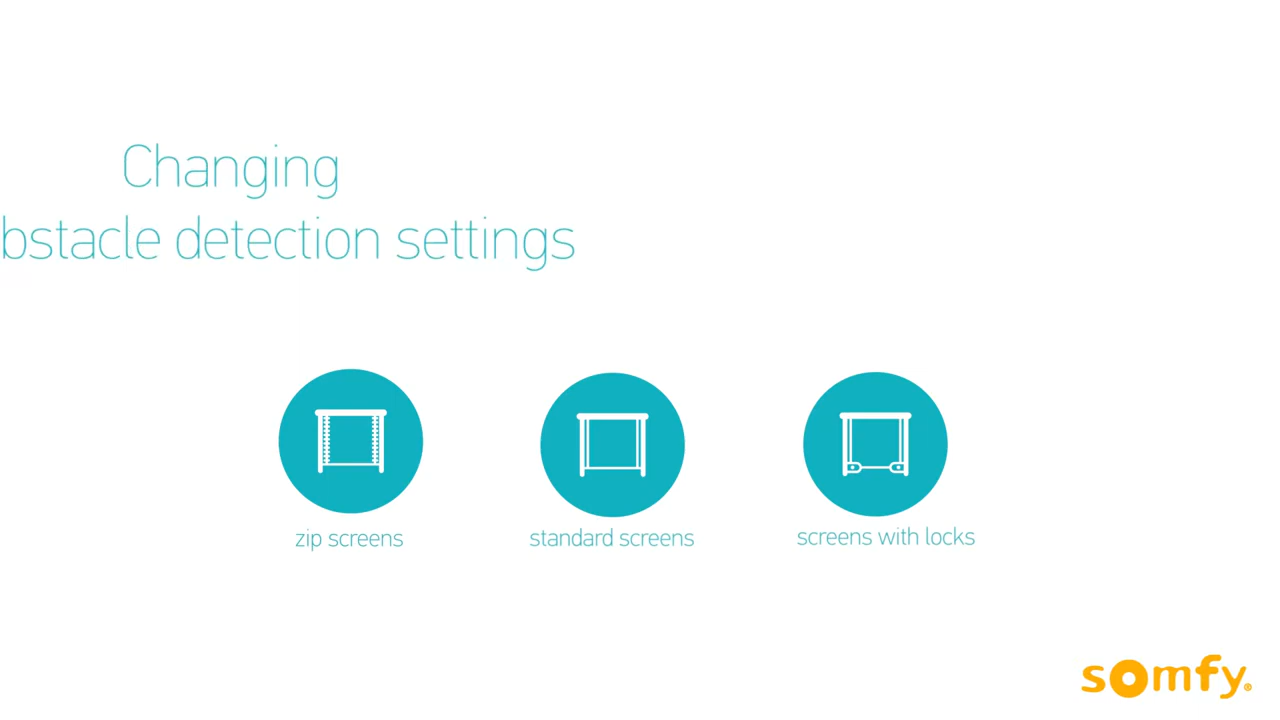 Changing
bstacle detection settings
zip screens
standard screens
screens with locks
somfy®